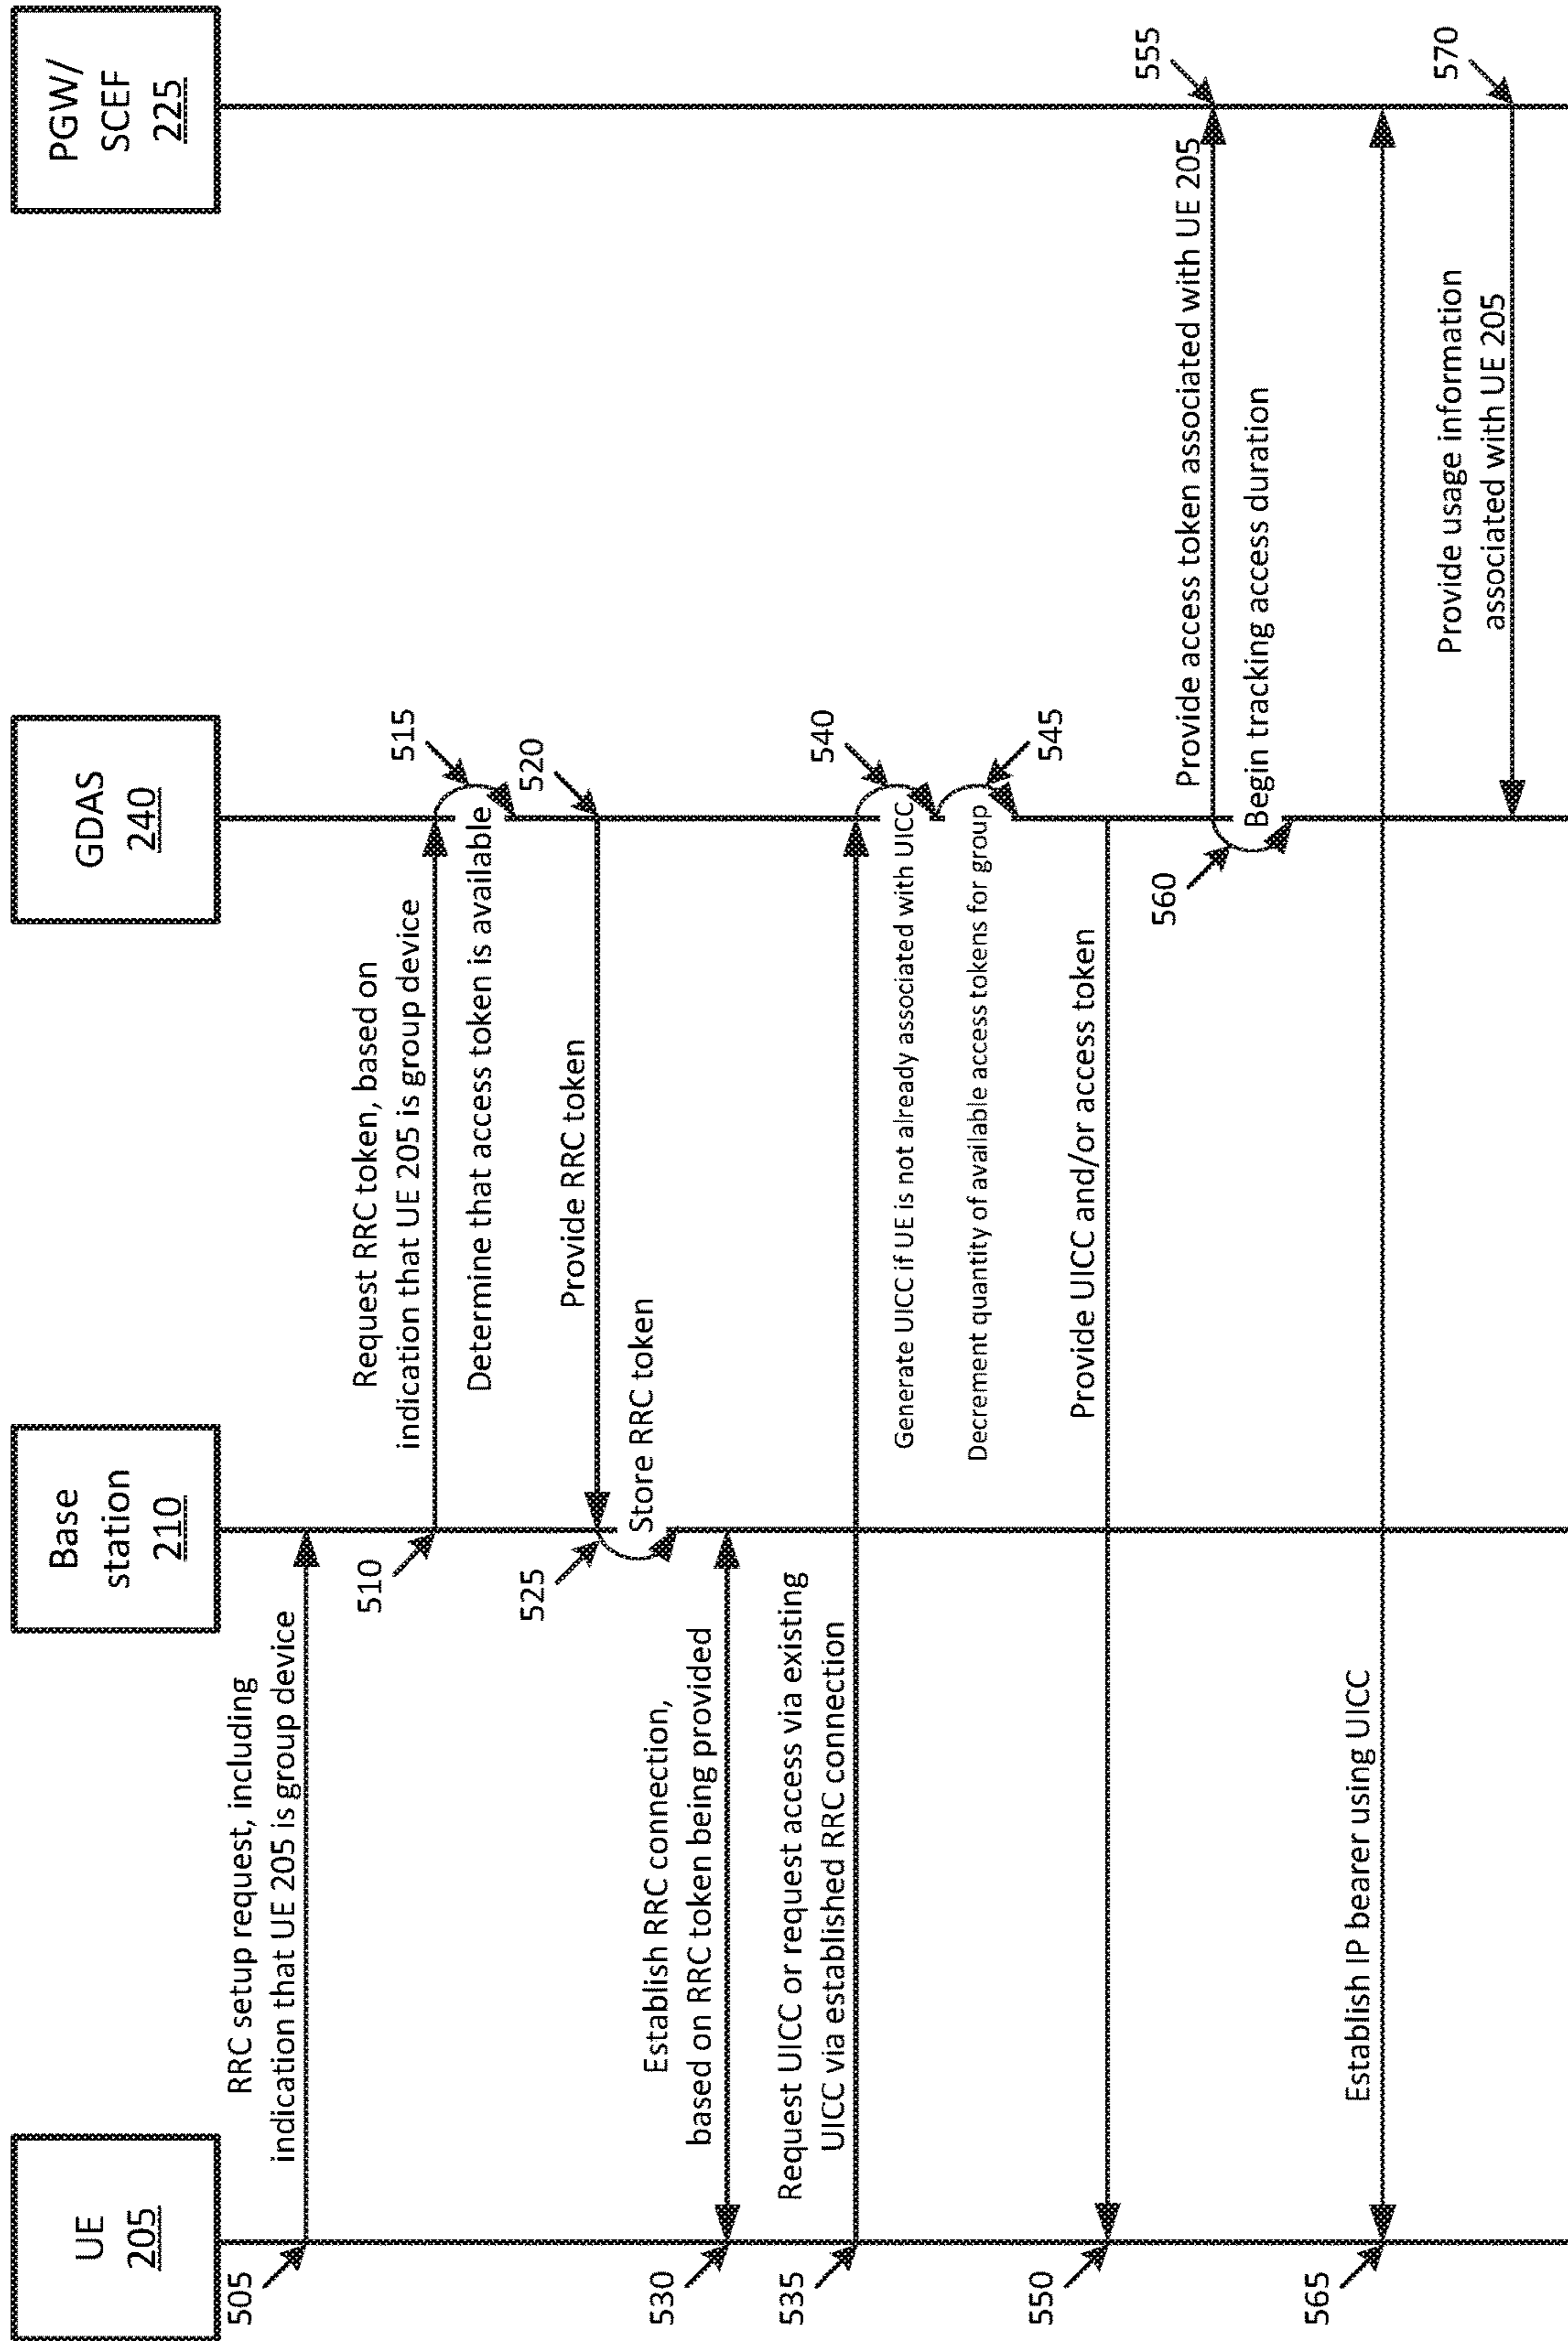 UE
205
Base
station
210
GDAS
240
PGW/
SCEF
225
505
RRC setup request, including
indication that UE 205 is group device
510
Request RRC token, based on
indication that UE 205 is group device
515
Determine that access token is available
520
Provide RRC token
525
Store RRC token
530
Establish RRC connection,
based on RRC token being provided
535
Request UICC or request access via existing
UICC via established RRC connection
540
Generate UICC if UE is not already associated with UICC
545
Decrement quantity of available access tokens for group
550
Provide UICC and/or access token
555
Provide access token associated with UE 205
560
Begin tracking access duration
565
Establish IP bearer using UICC
570
Provide usage information
associated with UE 205